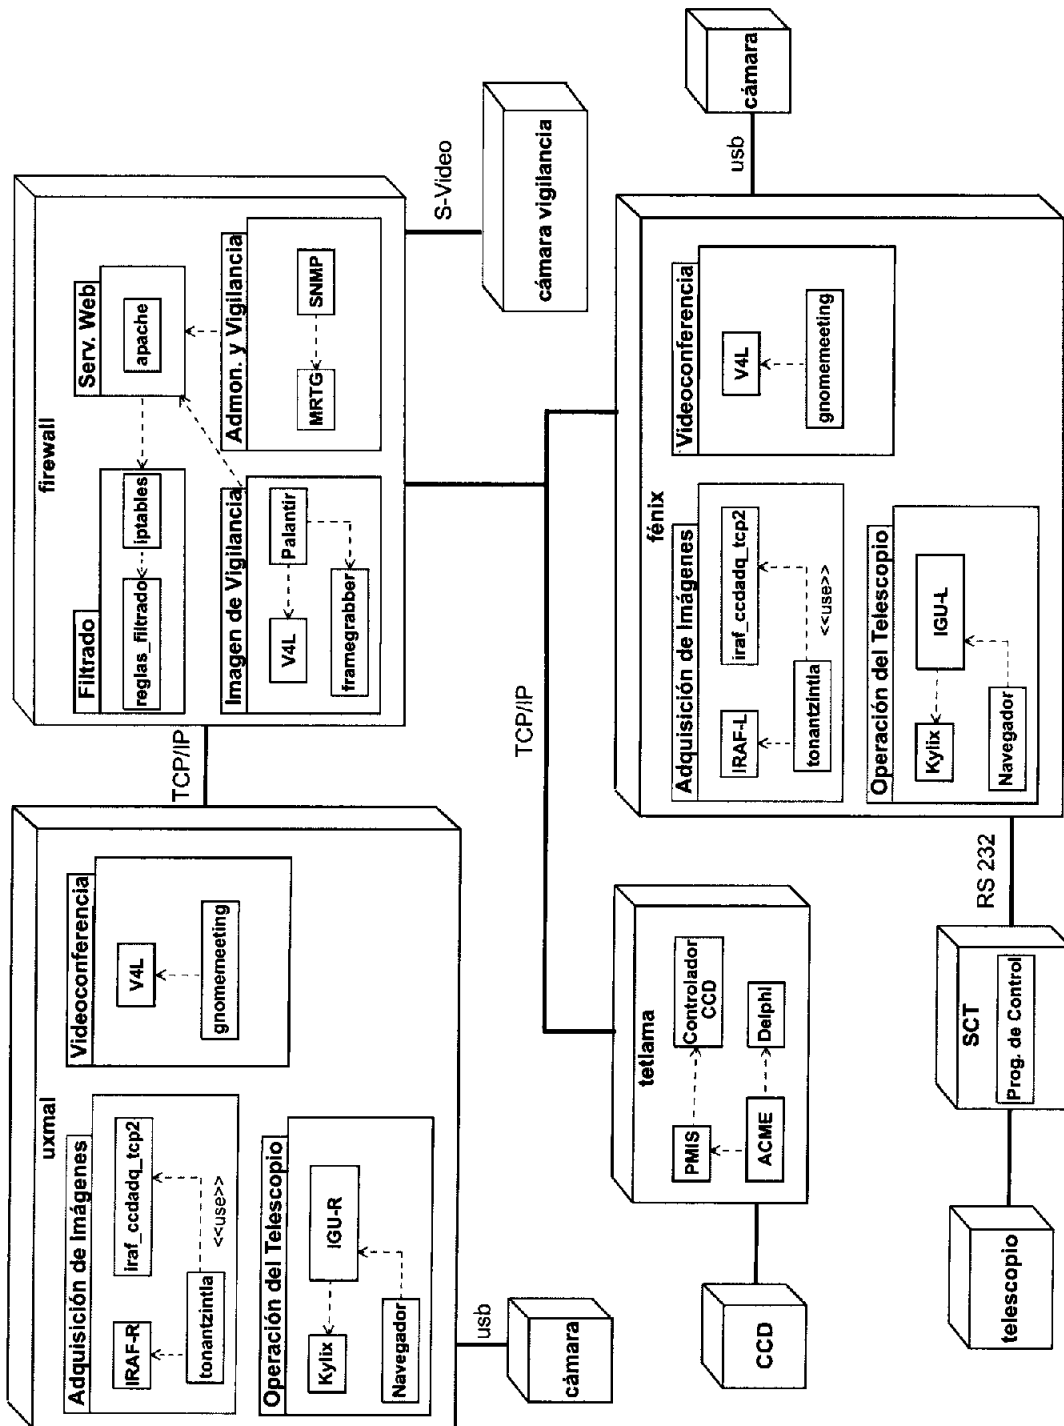 uxmal
Adquisición de Imágenes
IRAF-R
iraf_ccdadq_tcp2
tonantzintla
<<use>>
Videoconferencia
V4L
gnomemeeting
Operación del Telescopio
Kylix
IGU-R
Navegador
usb
cámara
TCP/IP
firewall
Filtrado
reglas_filtrado
iptables
Serv. Web
apache
Imagen de Vigilancia
V4L
Palantir
framegrabber
Admon. y Vigilancia
MRTG
SNMP
S-Video
cámara vigilancia
TCP/IP
tetlama
PMIS
Controlador
CCD
ACME
Delphi
CCD
fénix
Adquisición de Imágenes
IRAF-L
iraf_ccdadq_tcp2
tonantzintla
<<use>>
Videoconferencia
V4L
gnomemeeting
Operación del Telescopio
Kylix
IGU-L
Navegador
usb
cámara
RS 232
SCT
Prog. de Control
telescopio